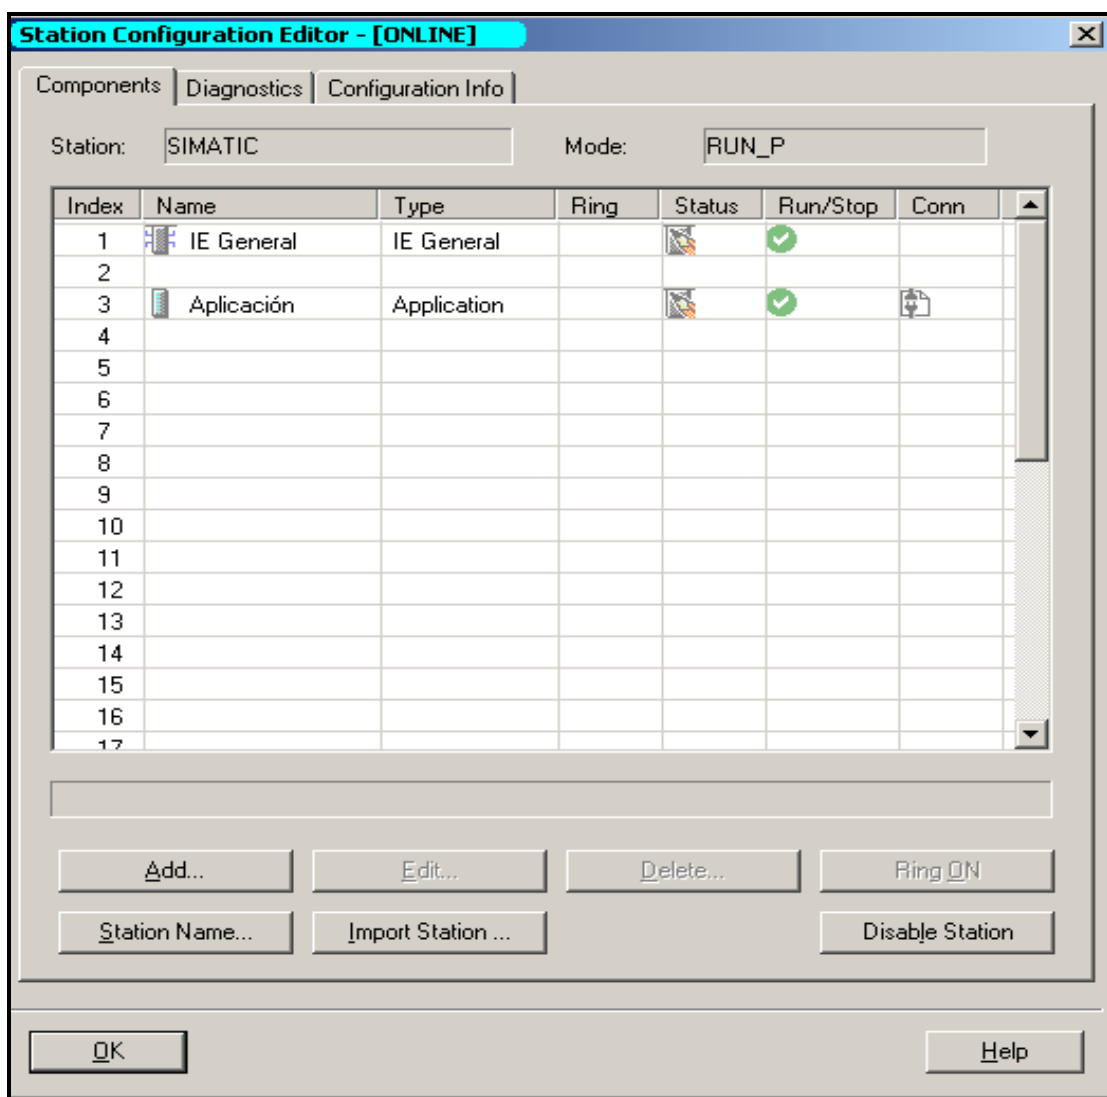 Station Configuration Editor - [ONLINE]
Components Diagnostics Configuration Info
Station: SIMATIC Mode: RUN_P
Index Name Type Ring Status Run/Stop Conn
1 IE General IE General
2
3 Aplicación Application
4
5
6
7
8
9
10
11
12
13
14
15
16
17
Add... Edit... Delete... Ring ON
Station Name... Import Station ... Disable Station
OK Help